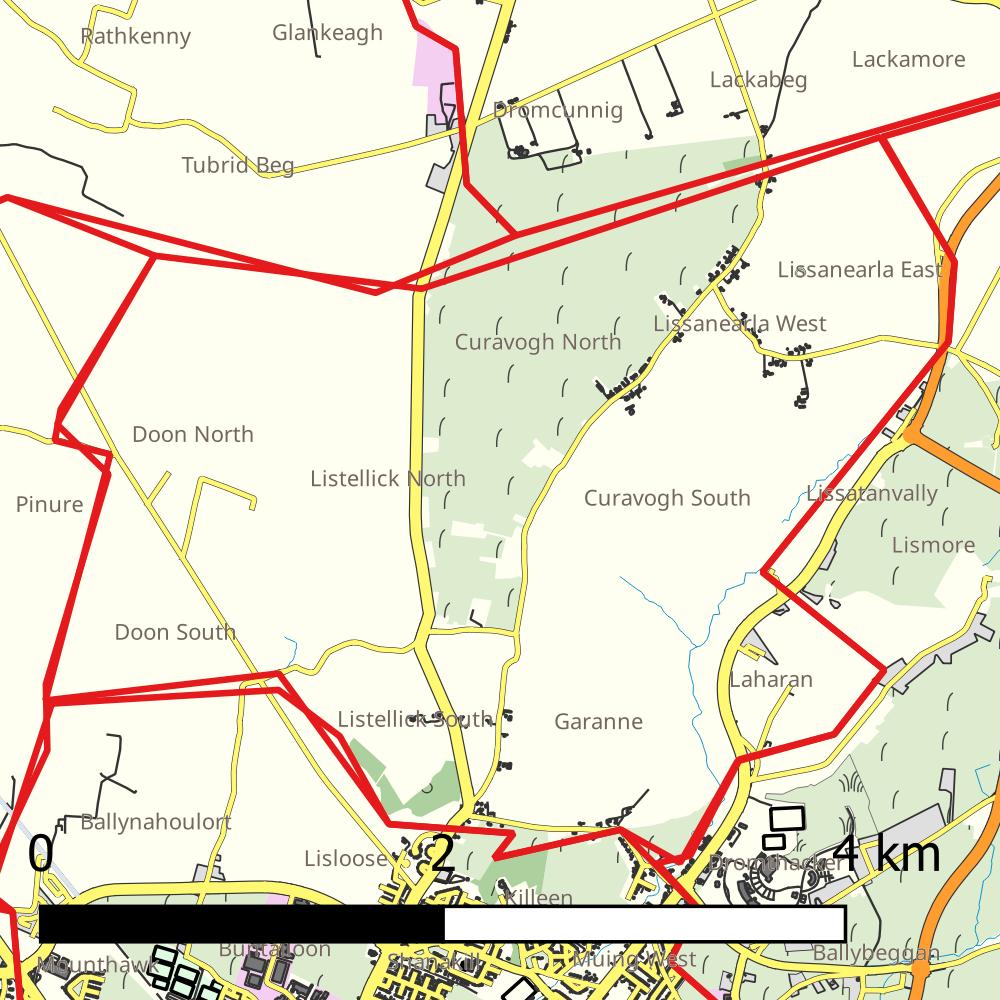 Rathkenny
Glankeagh
Lackamore
Lackabeg
Dromcunnig
Tubrid Beg
Lissanearla East
Lissanearla West
Curavogh North
Doon North
Listellick North
Pinure
Curavogh South
Lissatanvally
Lismore
Doon South
Laharan
Listellick South
Garanne
Ballynahoulort
Lisloose
Dromthacker
0
2
4 km
Killeen
Buntalloon
Ballybeggan
Mounthawk
Shanakill
Muing West